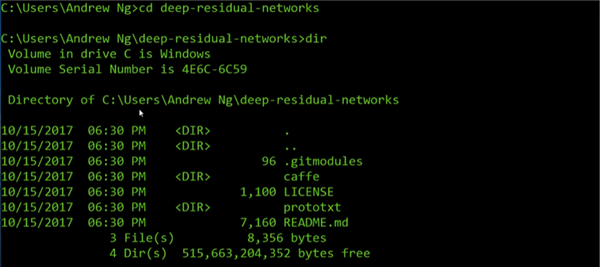 C:\Users\Andrew Ng>cd deep-residual-networks
C:\Users\Andrew Ng\deep-residual-networks>dir
 Volume in drive C is Windows
 Volume Serial Number is 4E6C-6C59
 Directory of C:\Users\Andrew Ng\deep-residual-networks
10/15/2017  06:30 PM    <DIR>          .
10/15/2017  06:30 PM    <DIR>          ..
10/15/2017  06:30 PM                96 .gitmodules
10/15/2017  06:30 PM    <DIR>          caffe
10/15/2017  06:30 PM             1,100 LICENSE
10/15/2017  06:30 PM    <DIR>          prototxt
10/15/2017  06:30 PM             7,160 README.md
               3 File(s)          8,356 bytes
               4 Dir(s)  515,663,204,352 bytes free